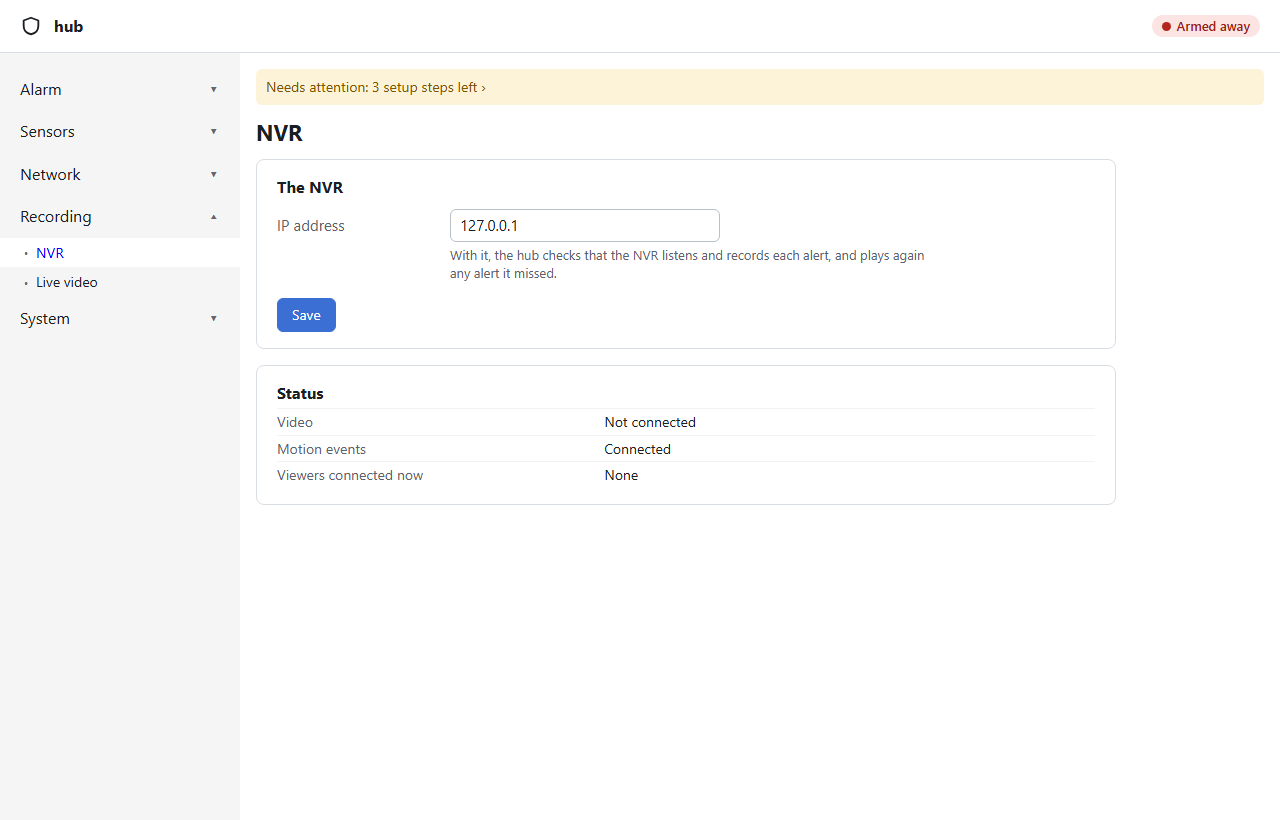 hub
Armed away
Alarm
Sensors
Network
Recording
NVR
Live video
System
Needs attention: 3 setup steps left ›
NVR
The NVR
IP address
127.0.0.1
With it, the hub checks that the NVR listens and records each alert, and plays again
any alert it missed.
Save
Status
Video Not connected
Motion events Connected
Viewers connected now None